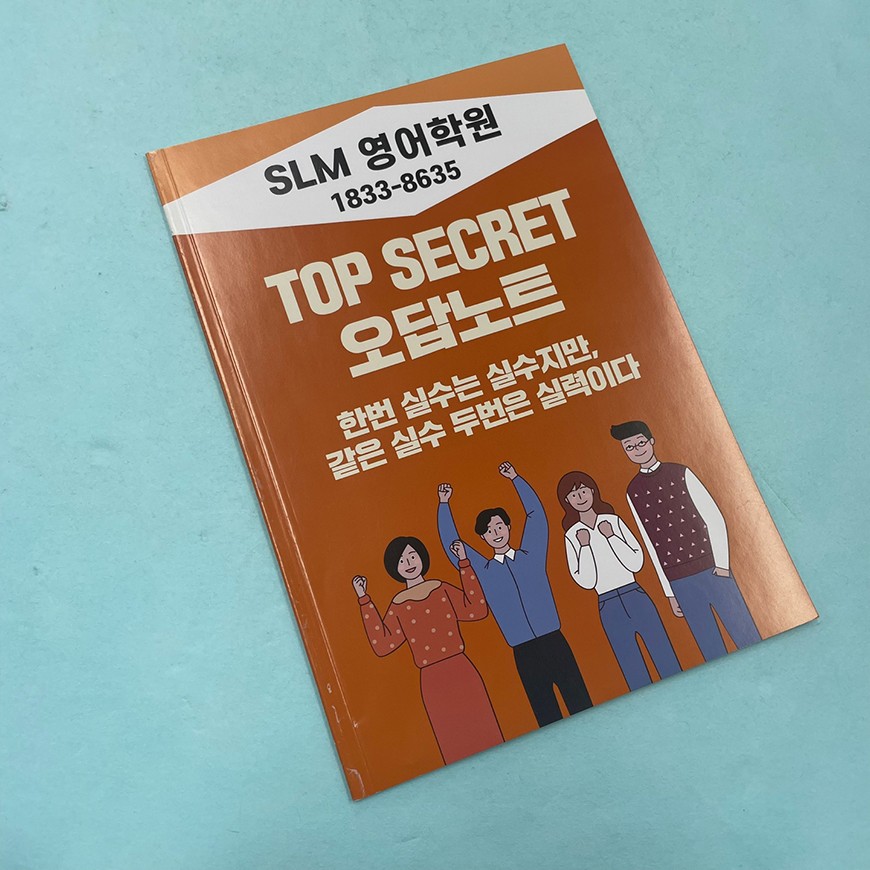 SLM 영어학원
1833-8635
TOP SECRET
오답노트
한번 실수는 실수지만,
같은 실수 두번은 실력이다